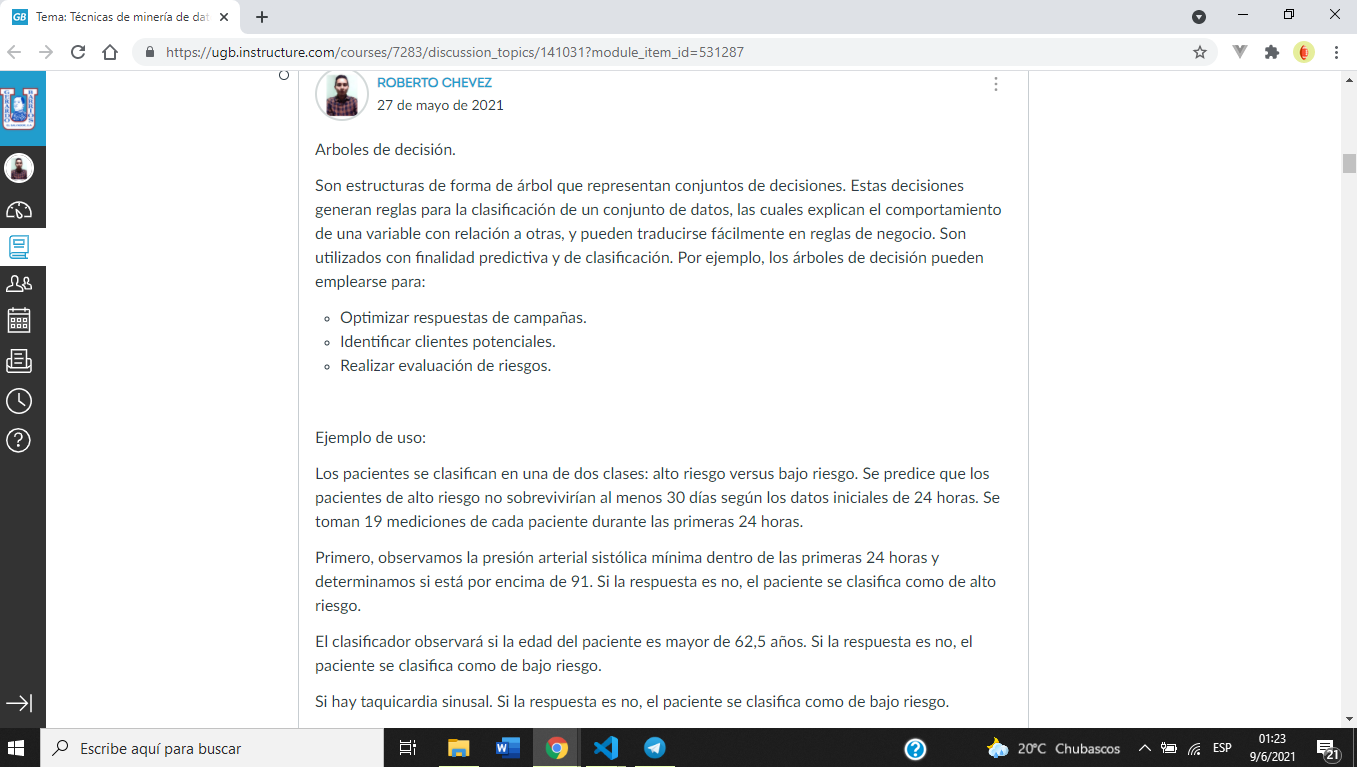 GB Tema: Técnicas de minería de dat
https://ugb.instructure.com/courses/7283/discussion_topics/141031?module_item_id=531287
ROBERTO CHEVEZ
27 de mayo de 2021
Arboles de decisión.
Son estructuras de forma de árbol que representan conjuntos de decisiones. Estas decisiones
generan reglas para la clasificación de un conjunto de datos, las cuales explican el comportamiento
de una variable con relación a otras, y pueden traducirse fácilmente en reglas de negocio. Son
utilizados con finalidad predictiva y de clasificación. Por ejemplo, los árboles de decisión pueden
emplearse para:
Optimizar respuestas de campañas.
Identificar clientes potenciales.
Realizar evaluación de riesgos.
Ejemplo de uso:
Los pacientes se clasifican en una de dos clases: alto riesgo versus bajo riesgo. Se predice que los
pacientes de alto riesgo no sobrevivirían al menos 30 días según los datos iniciales de 24 horas. Se
toman 19 mediciones de cada paciente durante las primeras 24 horas.
Primero, observamos la presión arterial sistólica mínima dentro de las primeras 24 horas y
determinamos si está por encima de 91. Si la respuesta es no, el paciente se clasifica como de alto
riesgo.
El clasificador observará si la edad del paciente es mayor de 62,5 años. Si la respuesta es no, el
paciente se clasifica como de bajo riesgo.
Si hay taquicardia sinusal. Si la respuesta es no, el paciente se clasifica como de bajo riesgo.
Escribe aquí para buscar
20°C Chubascos
ESP
01:23
9/6/2021
21